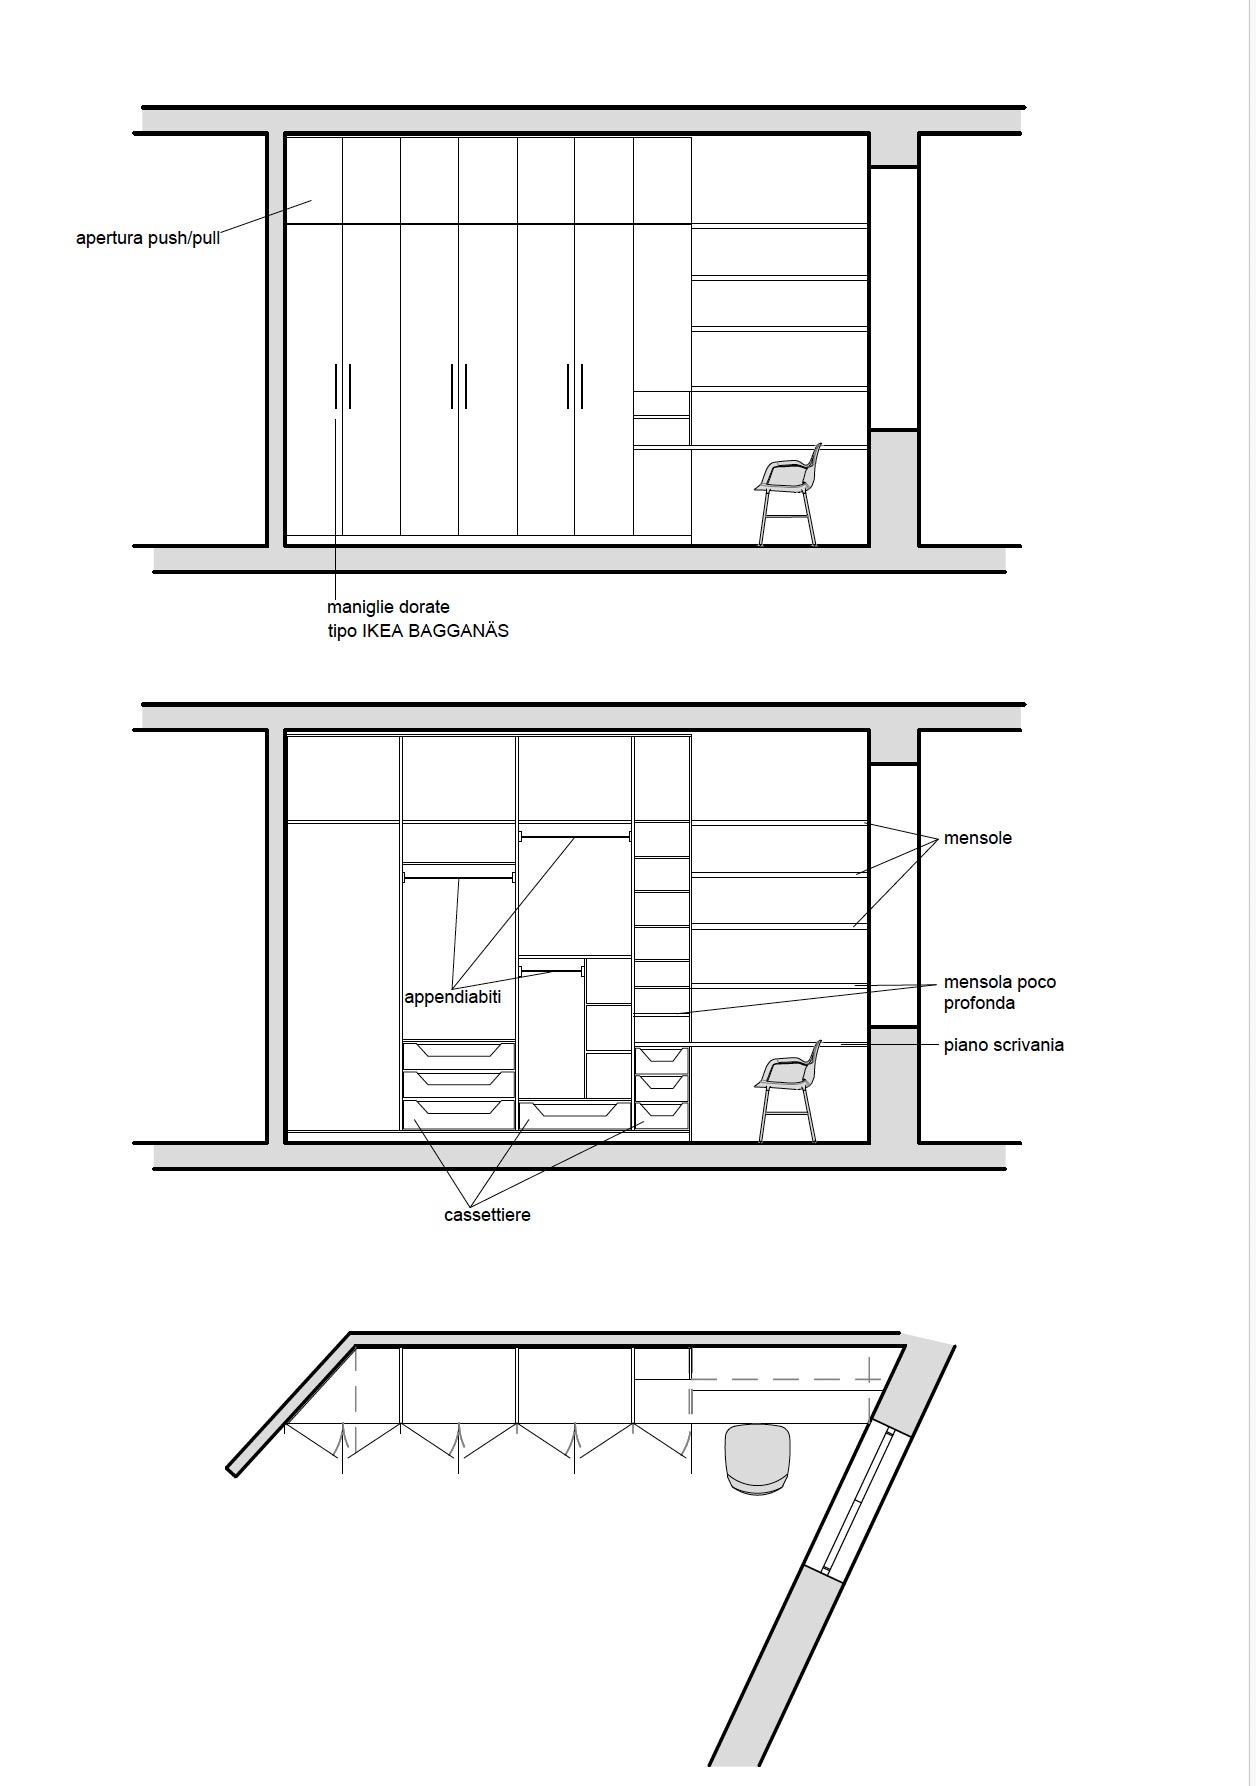 apertura push/pull
maniglie dorate
tipo IKEA BAGGANÄS
mensole
appendiabiti
mensola poco
profonda
piano scrivania
cassettiere